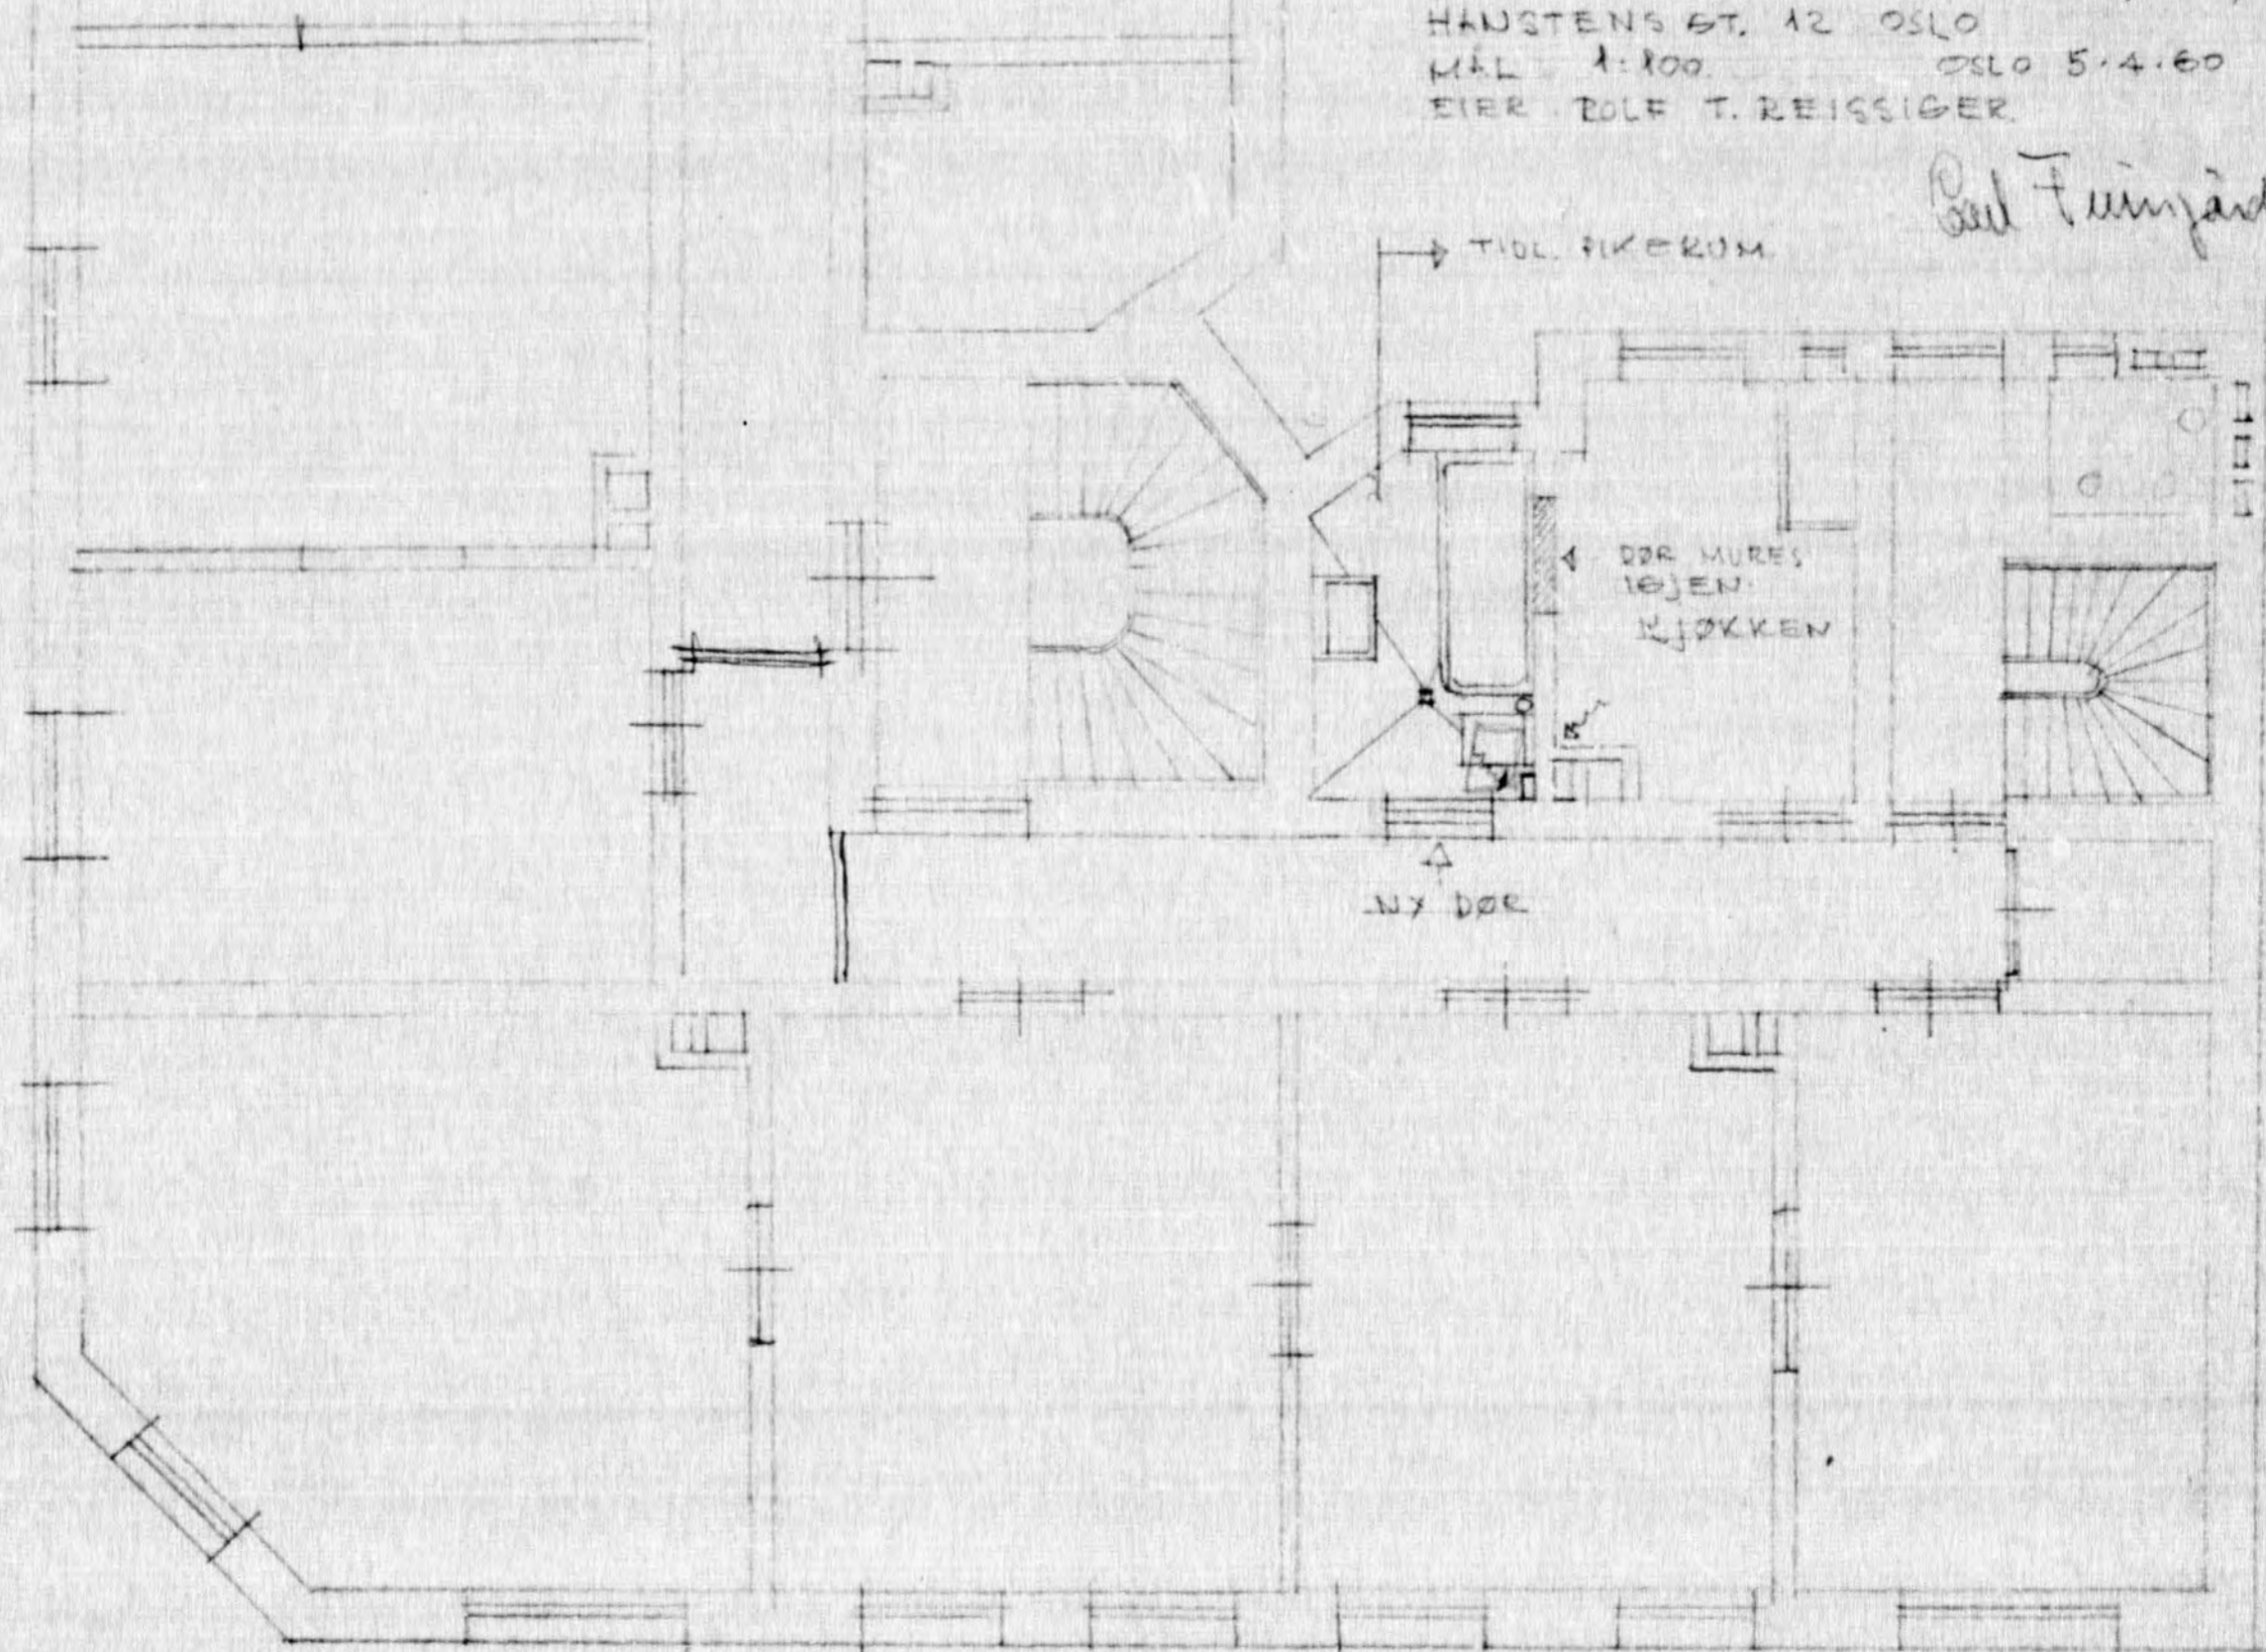 HANSTENS GT. 12 OSLO
MÅL 1:100 OSLO 5.4.60
EIER ROLF T. REISSIGER.
TIDL. PIKERUM
DØR MURES
IGJEN.
KJØKKEN
NY DØR